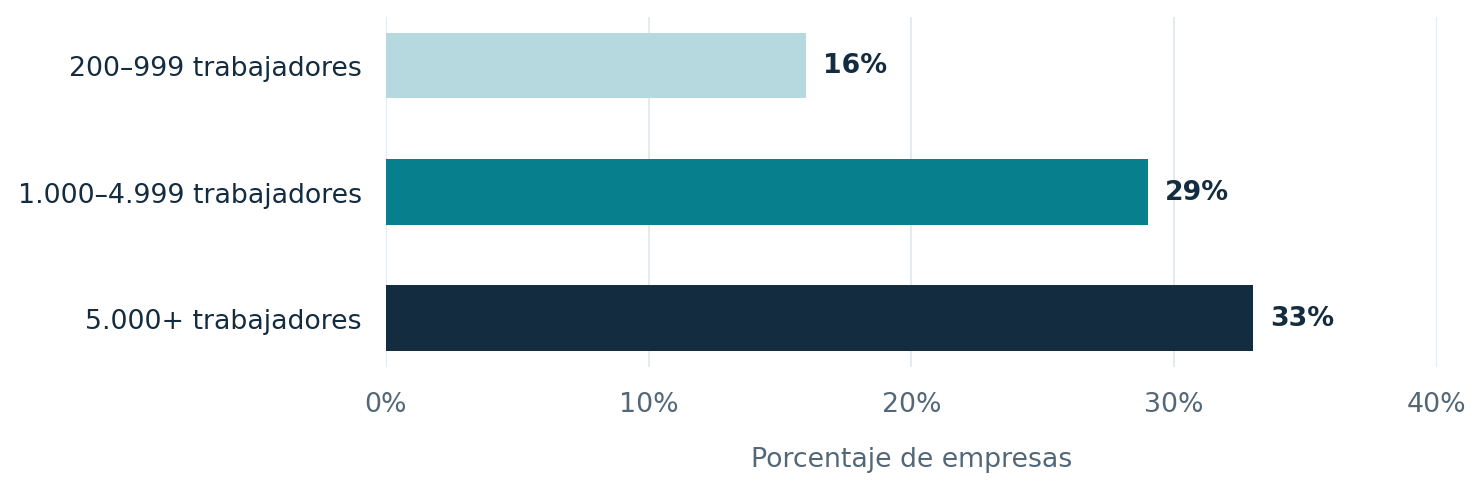 200–999 trabajadores 16%
1.000–4.999 trabajadores 29%
5.000+ trabajadores 33%
0% 10% 20% 30% 40%
Porcentaje de empresas